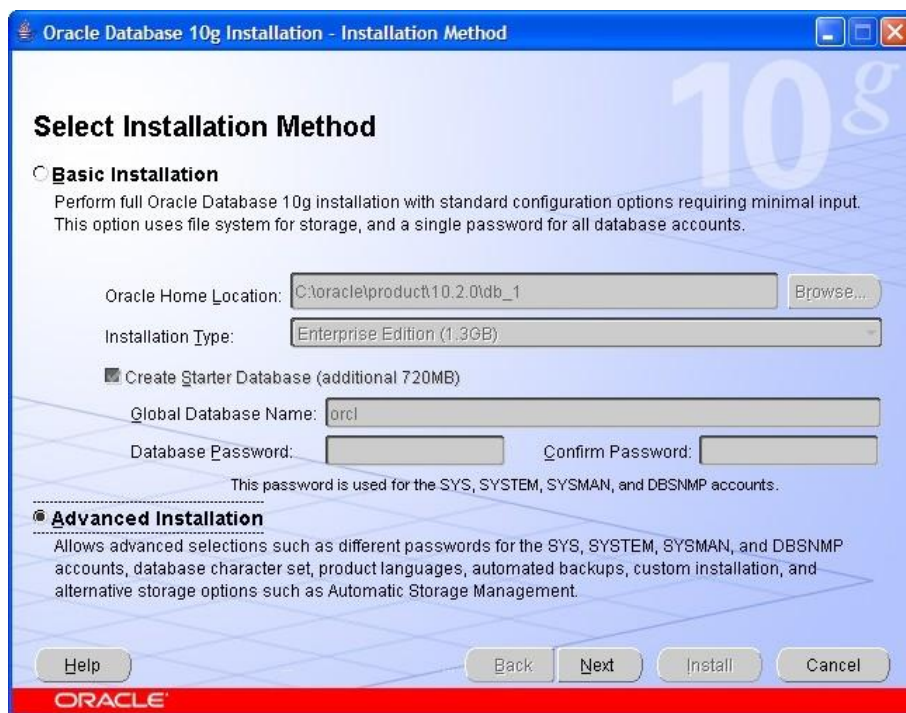 Oracle Database 10g Installation - Installation Method
10g
Select Installation Method
Basic Installation
Perform full Oracle Database 10g installation with standard configuration options requiring minimal input.
This option uses file system for storage, and a single password for all database accounts.
Oracle Home Location: C:\oracle\product\10.2.0\db_1 Browse...
Installation Type: Enterprise Edition (1.3GB)
Create Starter Database (additional 720MB)
Global Database Name: orcl
Database Password: Confirm Password:
This password is used for the SYS, SYSTEM, SYSMAN, and DBSNMP accounts.
Advanced Installation
Allows advanced selections such as different passwords for the SYS, SYSTEM, SYSMAN, and DBSNMP
accounts, database character set, product languages, automated backups, custom installation, and
alternative storage options such as Automatic Storage Management.
Help Back Next Install Cancel
ORACLE